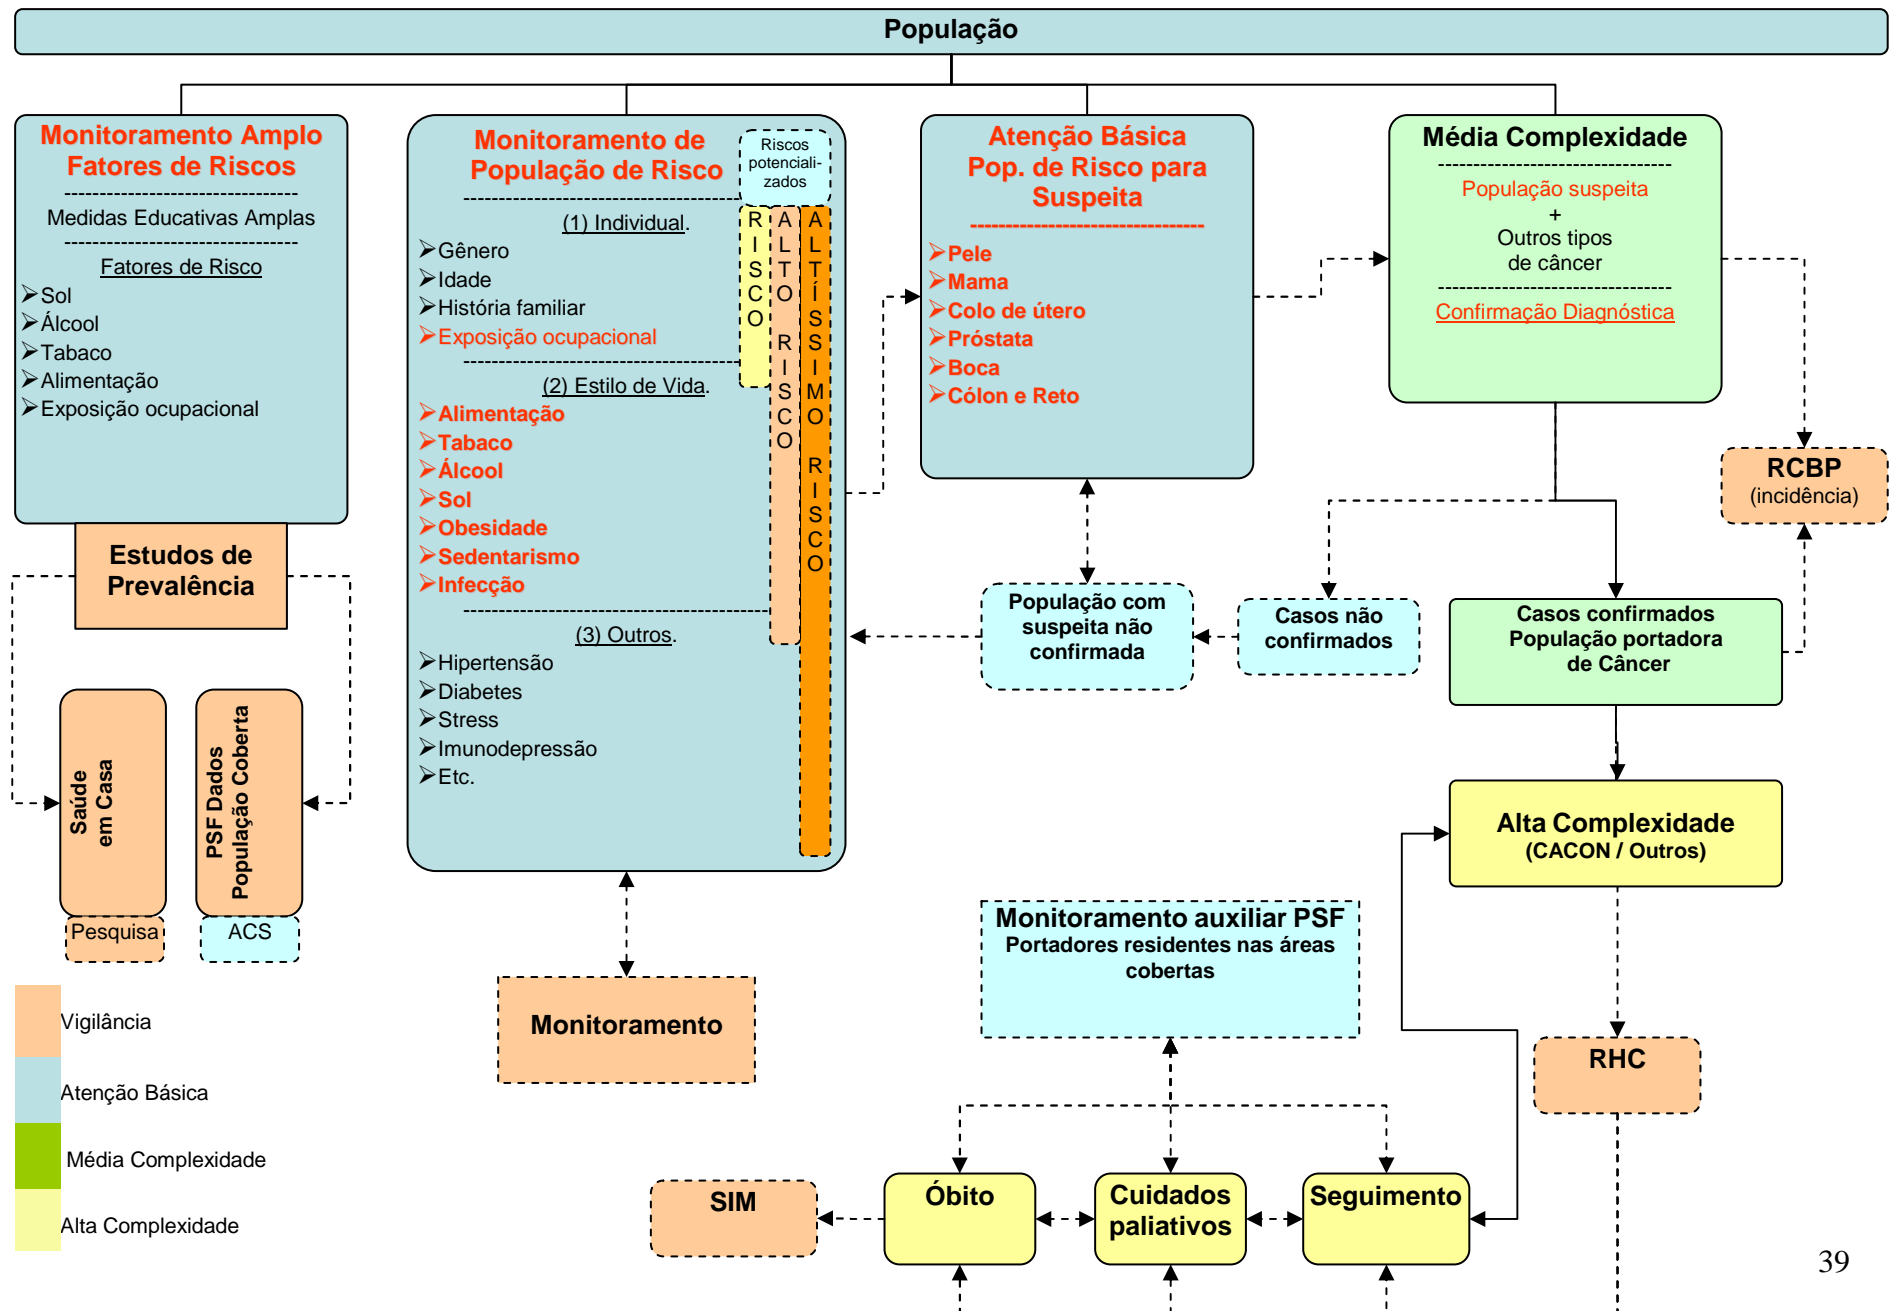 População
Monitoramento Amplo
Fatores de Riscos
Medidas Educativas Amplas
Fatores de Risco
Sol
Álcool
Tabaco
Alimentação
Exposição ocupacional
Estudos de
Prevalência
Saúde
em Casa
Pesquisa
PSF Dados
População Coberta
ACS
Monitoramento de
População de Risco
Riscos
potenciali-
zados
(1) Individual.
Gênero
Idade
História familiar
Exposição ocupacional
(2) Estilo de Vida.
Alimentação
Tabaco
Álcool
Sol
Obesidade
Sedentarismo
Infecção
(3) Outros.
Hipertensão
Diabetes
Stress
Imunodepressão
Etc.
RISCO
ALTO RISCO
ALTÍSSIMO RISCO
Monitoramento
Atenção Básica
Pop. de Risco para
Suspeita
Pele
Mama
Colo de útero
Próstata
Boca
Cólon e Reto
População com
suspeita não
confirmada
Casos não
confirmados
Média Complexidade
População suspeita
+
Outros tipos
de câncer
Confirmação Diagnóstica
RCBP
(incidência)
Casos confirmados
População portadora
de Câncer
Alta Complexidade
(CACON / Outros)
RHC
Monitoramento auxiliar PSF
Portadores residentes nas áreas
cobertas
SIM
Óbito
Cuidados
paliativos
Seguimento
Vigilância
Atenção Básica
Média Complexidade
Alta Complexidade
39